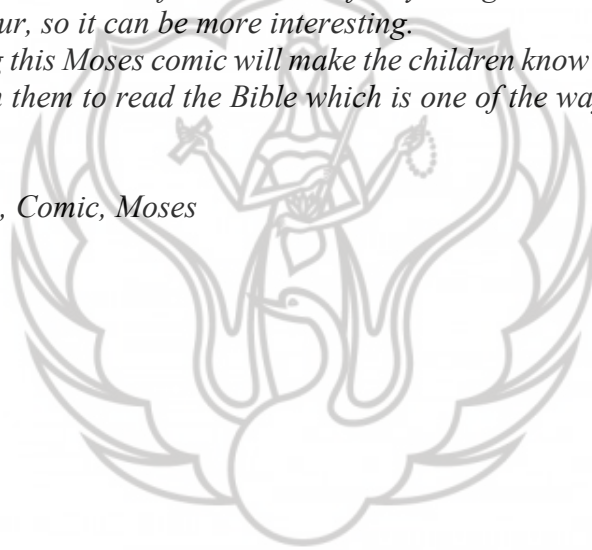 ur, so it can be more interesting.
this Moses comic will make the children know
them to read the Bible which is one of the
, Comic, Moses